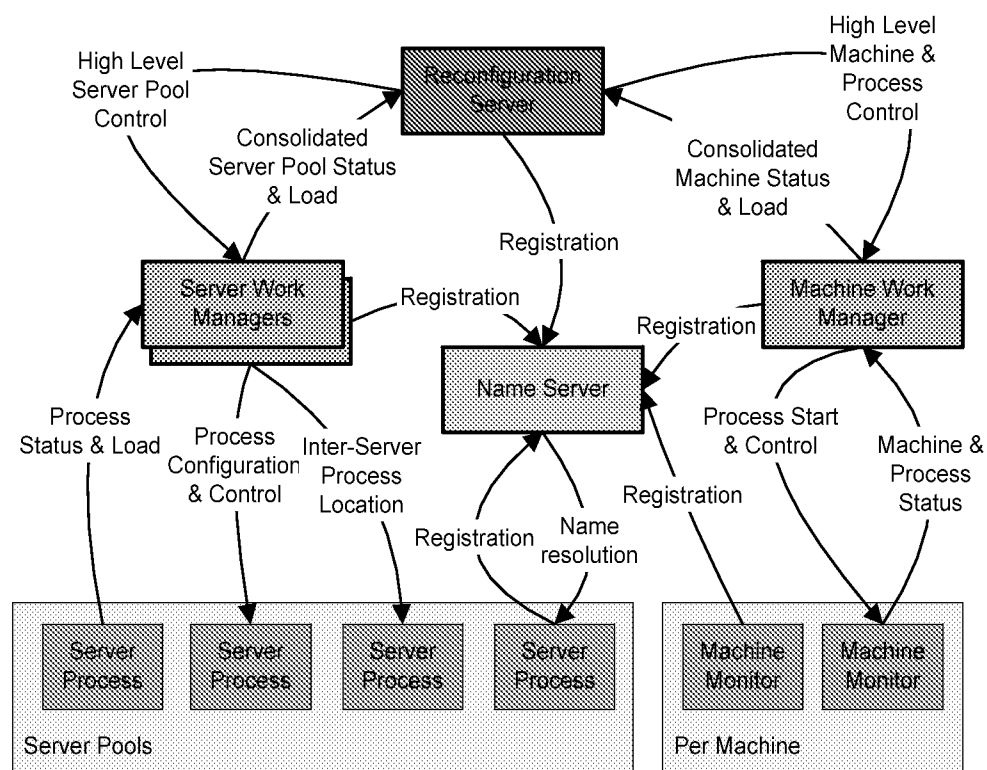 High Level
Server Pool
Control
Reconfiguration
Server
High Level
Machine &
Process
Control
Consolidated
Server Pool Status
& Load
Consolidated
Machine Status
& Load
Registration
Server Work
Managers
Registration
Machine Work
Manager
Registration
Name Server
Process
Status & Load
Process
Configuration
& Control
Inter-Server
Process
Location
Process Start
& Control
Machine &
Process
Status
Registration
Name
resolution
Registration
Server
Process
Server
Process
Server
Process
Server
Process
Machine
Monitor
Machine
Monitor
Server Pools
Per Machine